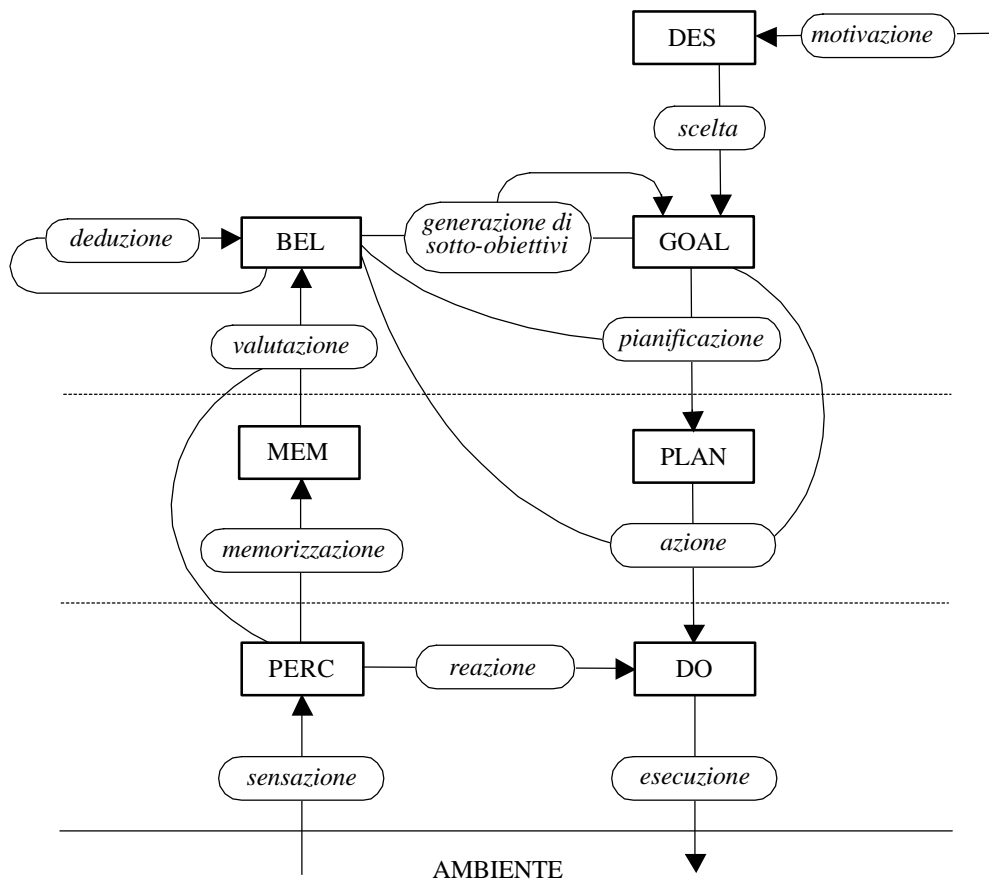 DES
motivazione
scelta
generazione di
sotto-obiettivi
deduzione
BEL
GOAL
valutazione
pianificazione
MEM
PLAN
memorizzazione
azione
PERC
reazione
DO
sensazione
esecuzione
AMBIENTE